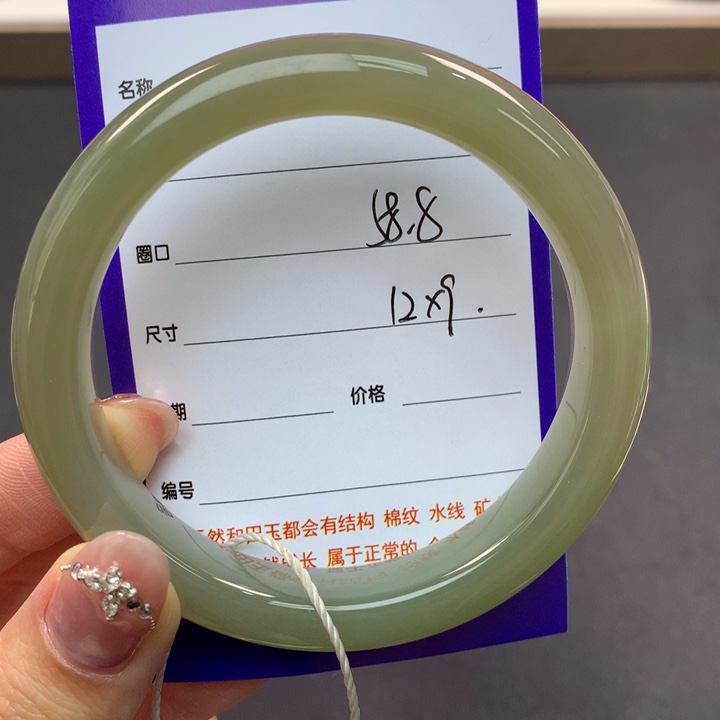 名称
圈口 58.8
尺寸 12x9.
期 价格
编号
然和田玉都会有结构 棉纹 水线 矿
长 属于正常的